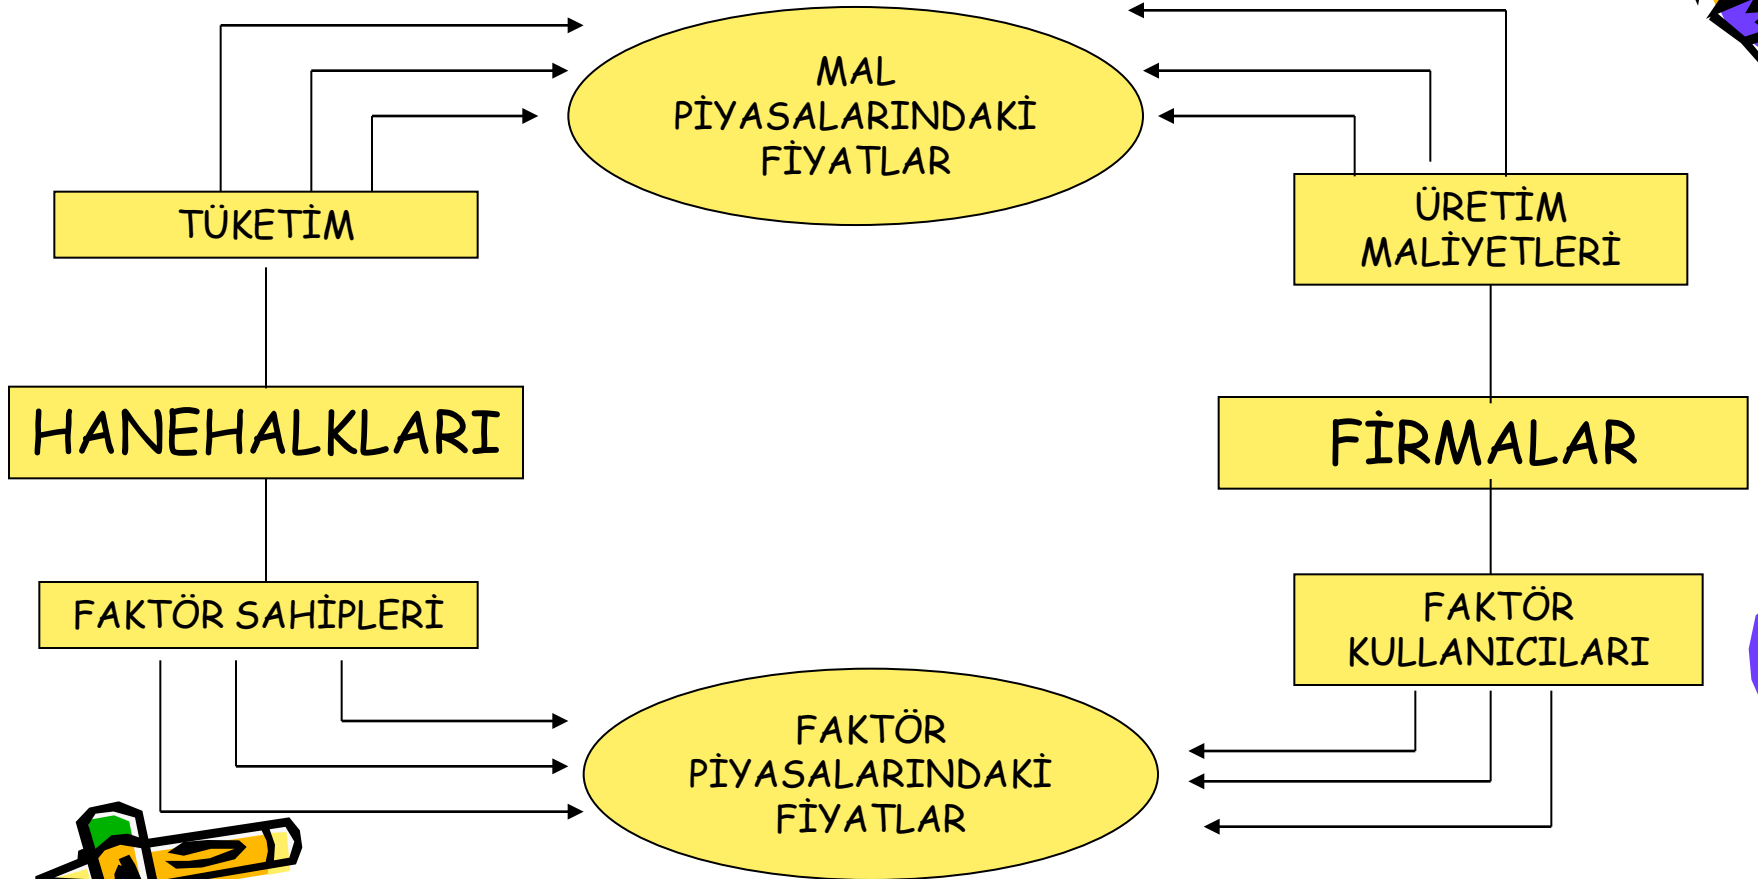 MAL
PİYASALARINDAKİ
FİYATLAR
TÜKETİM
ÜRETİM
MALİYETLERİ
HANEHALKLARI
FİRMALAR
FAKTÖR SAHİPLERİ
FAKTÖR
KULLANICILARI
FAKTÖR
PİYASALARINDAKİ
FİYATLAR